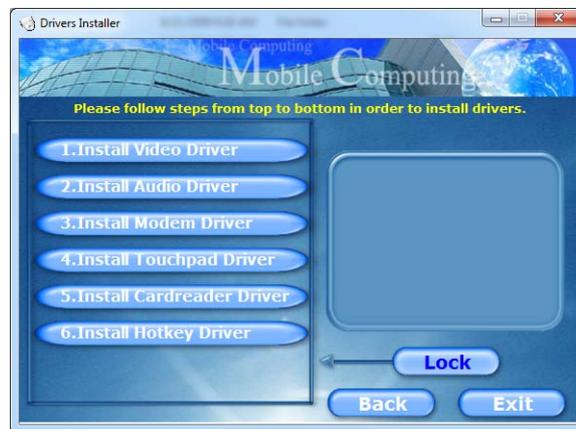 Drivers Installer
Mobile Computing
Mobile Computing
Please follow steps from top to bottom in order to install drivers.
1.Install Video Driver
2.Install Audio Driver
3.Install Modem Driver
4.Install Touchpad Driver
5.Install Cardreader Driver
6.Install Hotkey Driver
Lock
Back
Exit